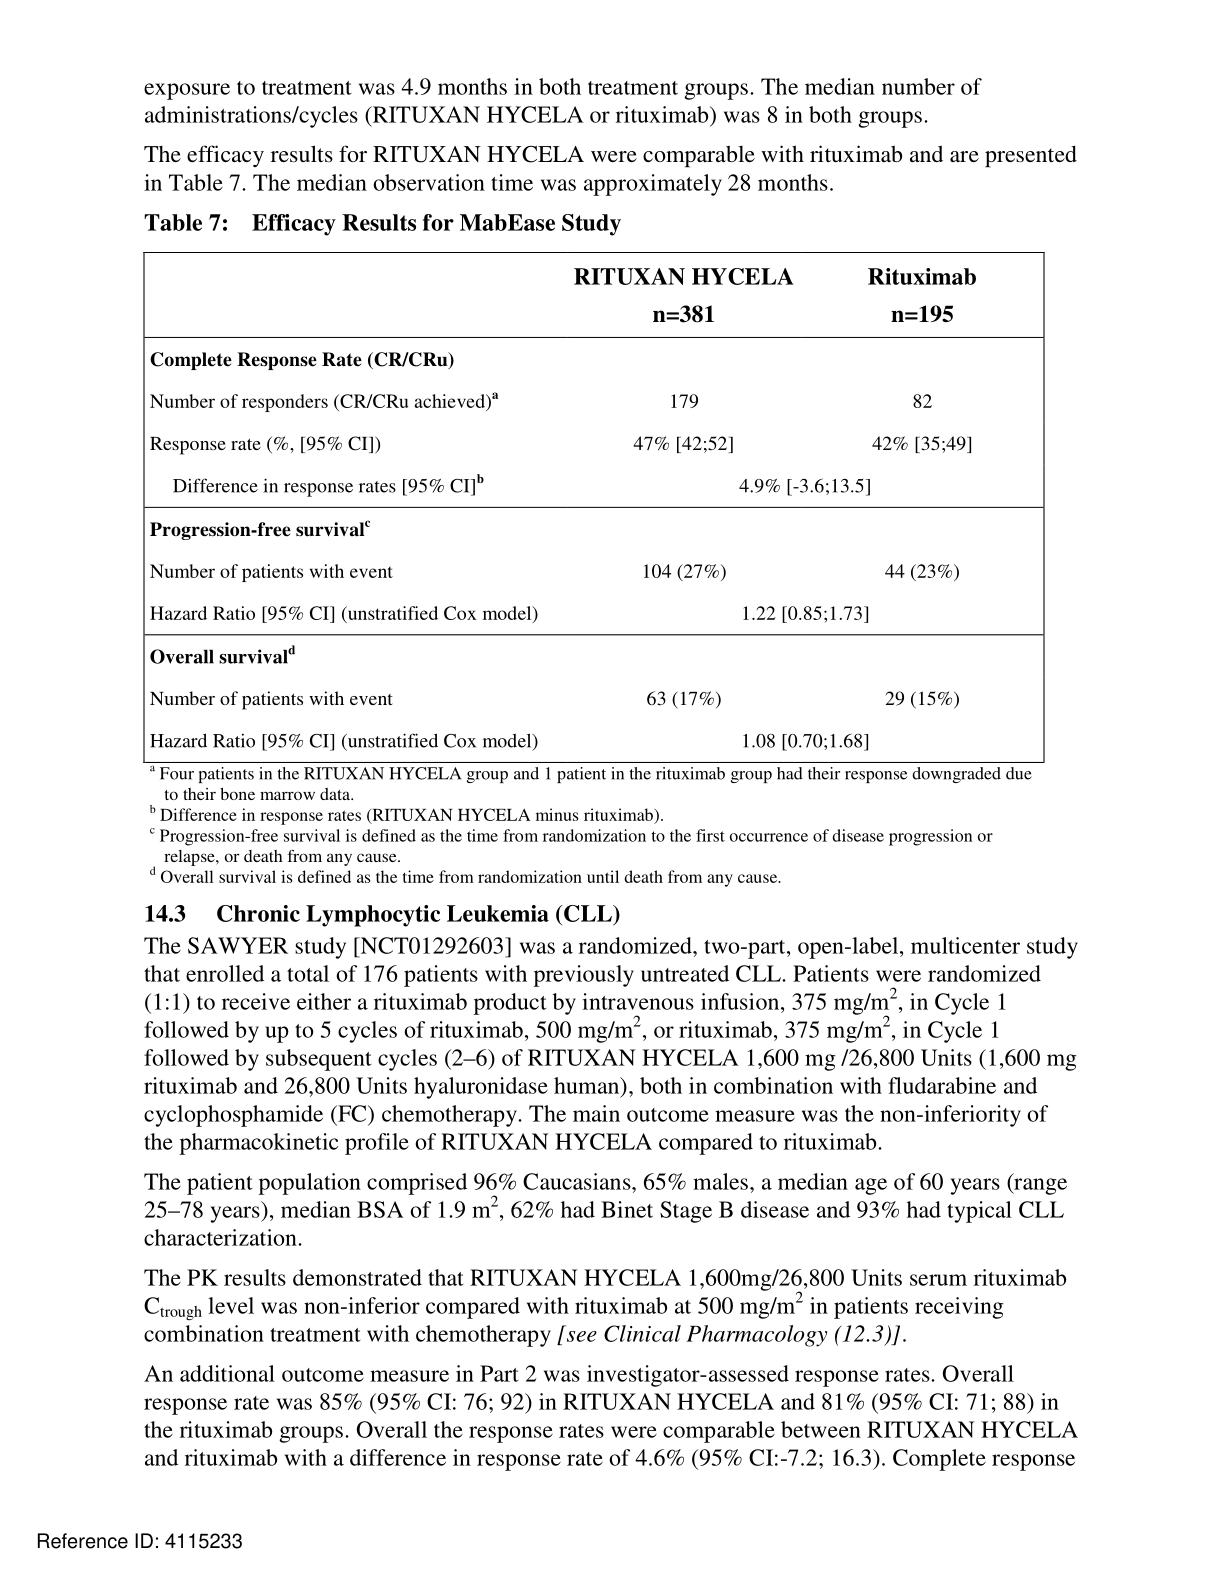 exposure to treatment was 4.9 months in both treatment groups. The median number of
administrations/cycles (RITUXAN HYCELA or rituximab) was 8 in both groups.
The efficacy results for RITUXAN HYCELA were comparable with rituximab and are presented
in Table 7. The median observation time was approximately 28 months.
Table 7: Efficacy Results for MabEase Study
RITUXAN HYCELA Rituximab
n=381 n=195
Complete Response Rate (CR/CRu)
Number of responders (CR/CRu achieved)a 179 82
Response rate (%, [95% CI]) 47% [42;52] 42% [35;49]
Difference in response rates [95% CI]b 4.9% [-3.6;13.5]
Progression-free survivalc
Number of patients with event 104 (27%) 44 (23%)
Hazard Ratio [95% CI] (unstratified Cox model) 1.22 [0.85;1.73]
Overall survivald
Number of patients with event 63 (17%) 29 (15%)
Hazard Ratio [95% CI] (unstratified Cox model) 1.08 [0.70;1.68]
a Four patients in the RITUXAN HYCELA group and 1 patient in the rituximab group had their response downgraded due
to their bone marrow data.
b Difference in response rates (RITUXAN HYCELA minus rituximab).
c Progression-free survival is defined as the time from randomization to the first occurrence of disease progression or
relapse, or death from any cause.
d Overall survival is defined as the time from randomization until death from any cause.
14.3 Chronic Lymphocytic Leukemia (CLL)
The SAWYER study [NCT01292603] was a randomized, two-part, open-label, multicenter study
that enrolled a total of 176 patients with previously untreated CLL. Patients were randomized
(1:1) to receive either a rituximab product by intravenous infusion, 375 mg/m2, in Cycle 1
followed by up to 5 cycles of rituximab, 500 mg/m2, or rituximab, 375 mg/m2, in Cycle 1
followed by subsequent cycles (2–6) of RITUXAN HYCELA 1,600 mg /26,800 Units (1,600 mg
rituximab and 26,800 Units hyaluronidase human), both in combination with fludarabine and
cyclophosphamide (FC) chemotherapy. The main outcome measure was the non-inferiority of
the pharmacokinetic profile of RITUXAN HYCELA compared to rituximab.
The patient population comprised 96% Caucasians, 65% males, a median age of 60 years (range
25–78 years), median BSA of 1.9 m2, 62% had Binet Stage B disease and 93% had typical CLL
characterization.
The PK results demonstrated that RITUXAN HYCELA 1,600mg/26,800 Units serum rituximab
Ctrough level was non-inferior compared with rituximab at 500 mg/m2 in patients receiving
combination treatment with chemotherapy [see Clinical Pharmacology (12.3)].
An additional outcome measure in Part 2 was investigator-assessed response rates. Overall
response rate was 85% (95% CI: 76; 92) in RITUXAN HYCELA and 81% (95% CI: 71; 88) in
the rituximab groups. Overall the response rates were comparable between RITUXAN HYCELA
and rituximab with a difference in response rate of 4.6% (95% CI:-7.2; 16.3). Complete response
Reference ID: 4115233